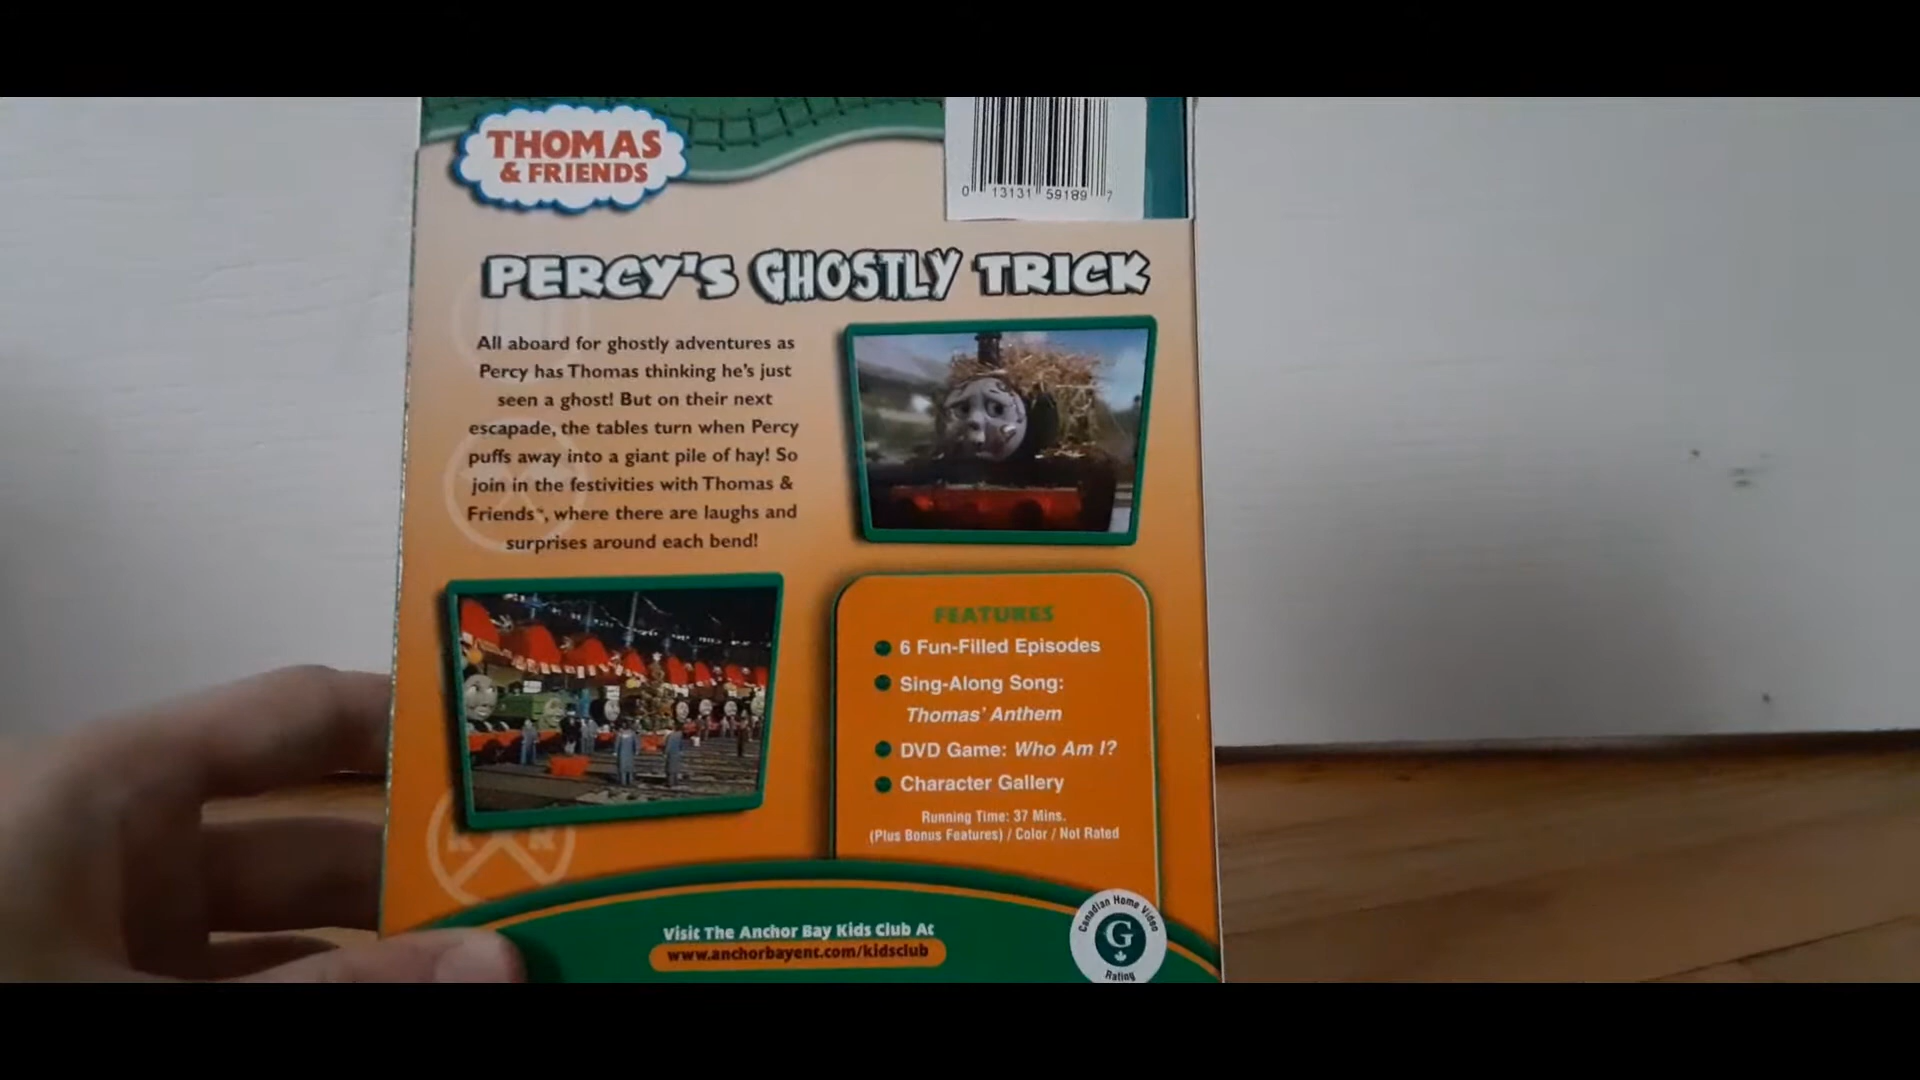 THOMAS
& FRIENDS
0 13131 59189 7
PERCY'S GHOSTLY TRICK
All aboard for ghostly adventures as
Percy has Thomas thinking he's just
seen a ghost! But on their next
escapade, the tables turn when Percy
puffs away into a giant pile of hay! So
join in the festivities with Thomas &
Friends™, where there are laughs and
surprises around each bend!
FEATURES
6 Fun-Filled Episodes
Sing-Along Song:
Thomas' Anthem
DVD Game: Who Am I?
Character Gallery
Running Time: 37 Mins.
(Plus Bonus Features) / Color / Not Rated
Visit The Anchor Bay Kids Club At
www.anchorbayent.com/kidsclub
Canadian Home Video
G
Rating